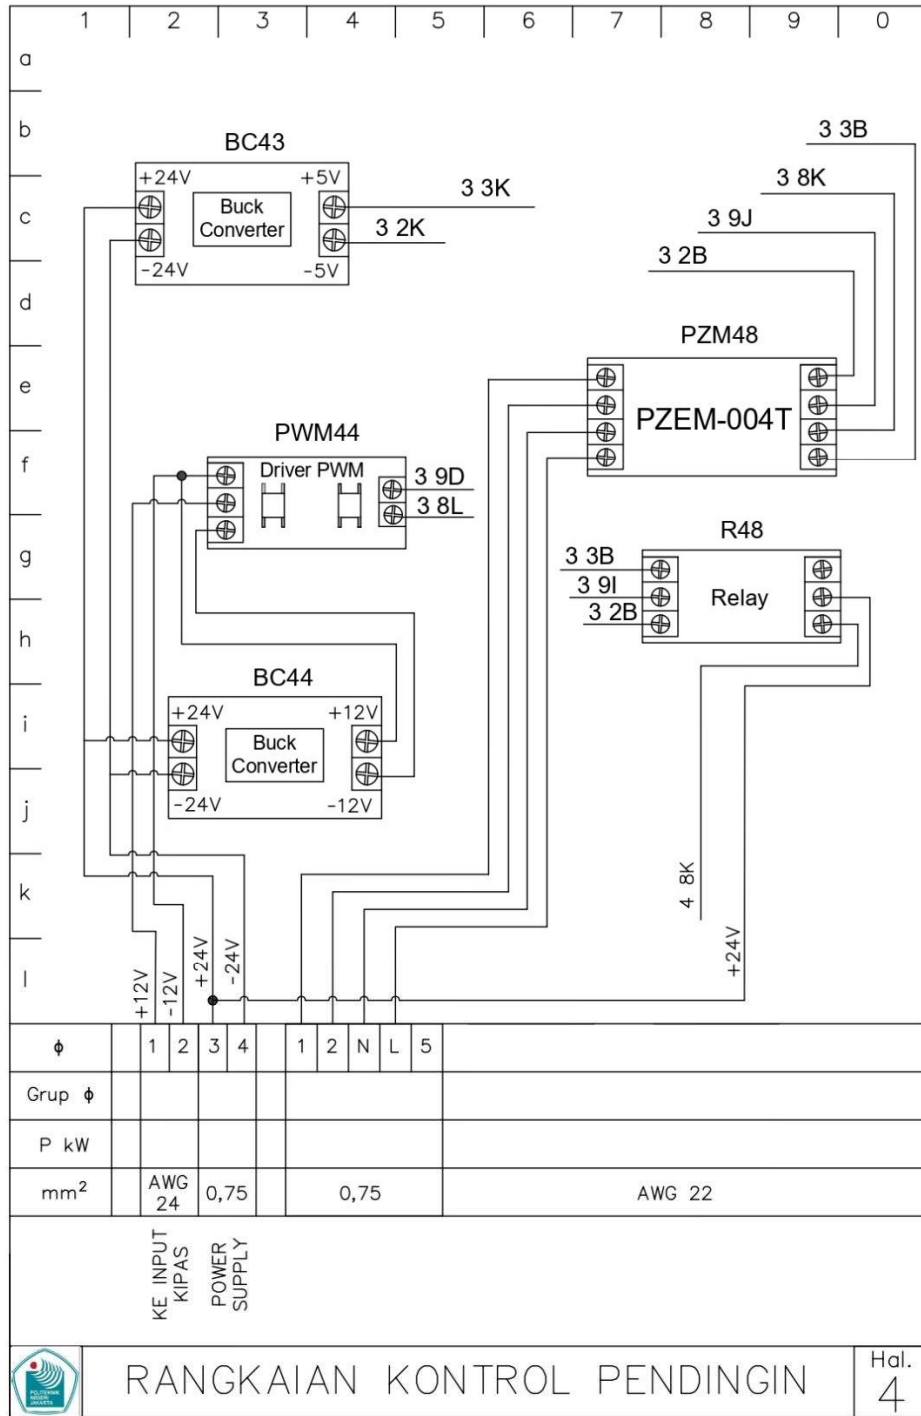 1 2 3 4 5 6 7 8 9 0
a
b
c
d
e
f
g
h
i
j
k
l
BC43
+24V +5V
Buck
Converter
-24V -5V
3 3K
3 2K
3 3B
3 8K
3 9J
3 2B
PZM48
PZEM-004T
PWM44
Driver PWM
3 9D
3 8L
R48
3 3B
3 9I
3 2B
Relay
BC44
+24V +12V
Buck
Converter
-24V -12V
4 8K
+24V
+12V
-12V
+24V
-24V
ϕ 1 2 3 4 1 2 N L 5
Grup ϕ
P kW
mm² AWG 24 0,75 0,75 AWG 22
KE INPUT
KIPAS
POWER
SUPPLY
POLITEKNIK
NEGERI
JAKARTA
RANGKAIAN KONTROL PENDINGIN
Hal.
4